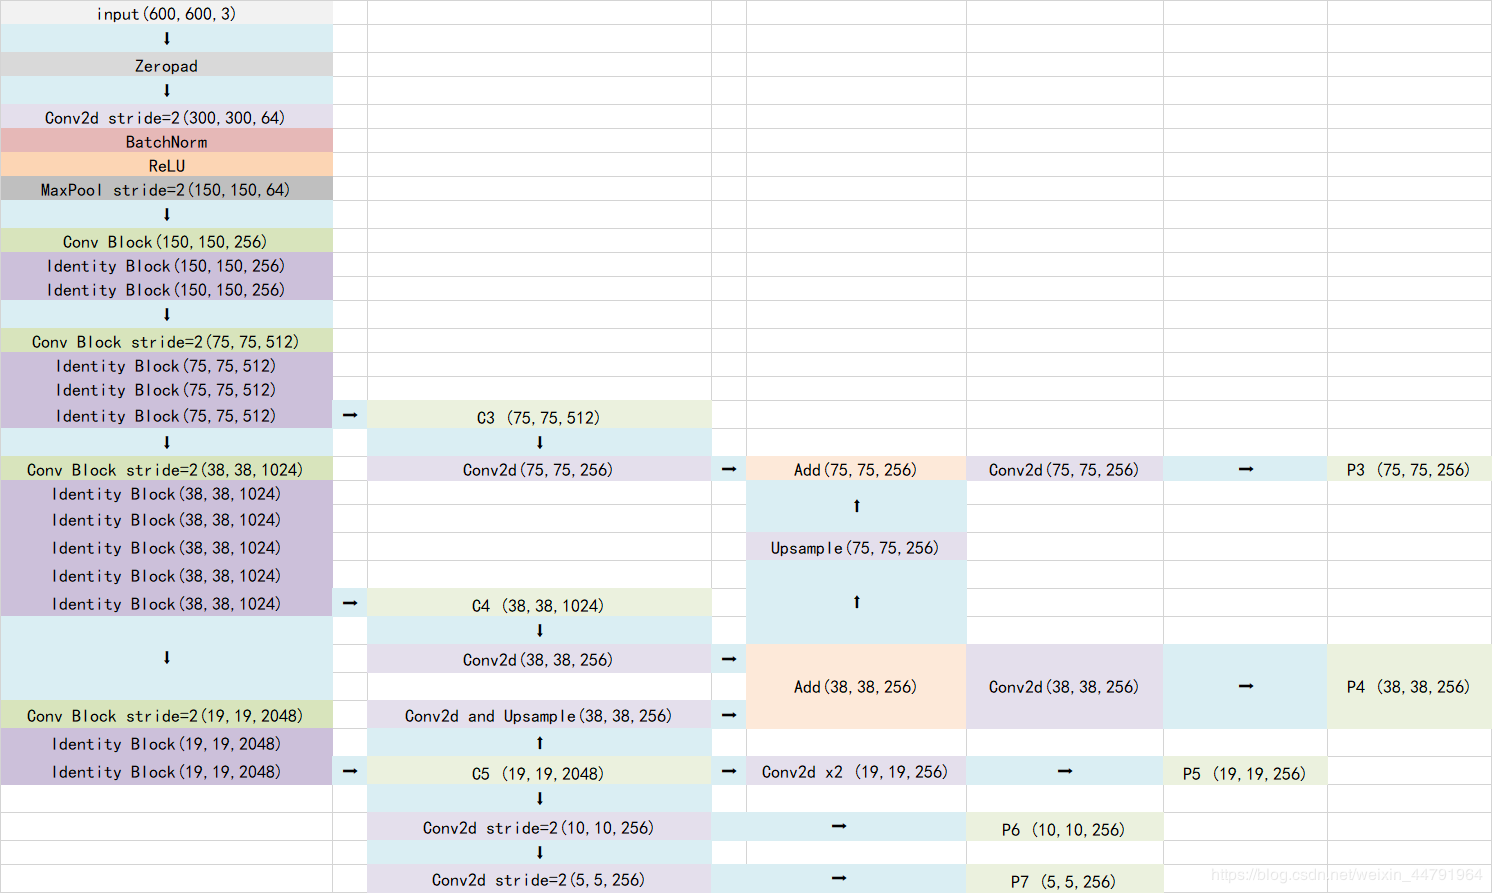 input(600,600,3)
↓
Zeropad
↓
Conv2d stride=2(300,300,64)
BatchNorm
ReLU
MaxPool stride=2(150,150,64)
↓
Conv Block(150,150,256)
Identity Block(150,150,256)
Identity Block(150,150,256)
↓
Conv Block stride=2(75,75,512)
Identity Block(75,75,512)
Identity Block(75,75,512)
Identity Block(75,75,512) → C3 (75,75,512)
↓ ↓
Conv Block stride=2(38,38,1024) Conv2d(75,75,256) → Add(75,75,256) Conv2d(75,75,256) → P3 (75,75,256)
Identity Block(38,38,1024) ↑
Identity Block(38,38,1024)
Identity Block(38,38,1024) Upsample(75,75,256)
Identity Block(38,38,1024)
Identity Block(38,38,1024) → C4 (38,38,1024) ↑
↓
↓ Conv2d(38,38,256) →
Add(38,38,256) Conv2d(38,38,256) → P4 (38,38,256)
Conv Block stride=2(19,19,2048) Conv2d and Upsample(38,38,256) →
Identity Block(19,19,2048) ↑
Identity Block(19,19,2048) → C5 (19,19,2048) → Conv2d x2 (19,19,256) → P5 (19,19,256)
↓
Conv2d stride=2(10,10,256) → P6 (10,10,256)
↓
Conv2d stride=2(5,5,256) → P7 (5,5,256)
https://blog.csdn.net/weixin_44791964